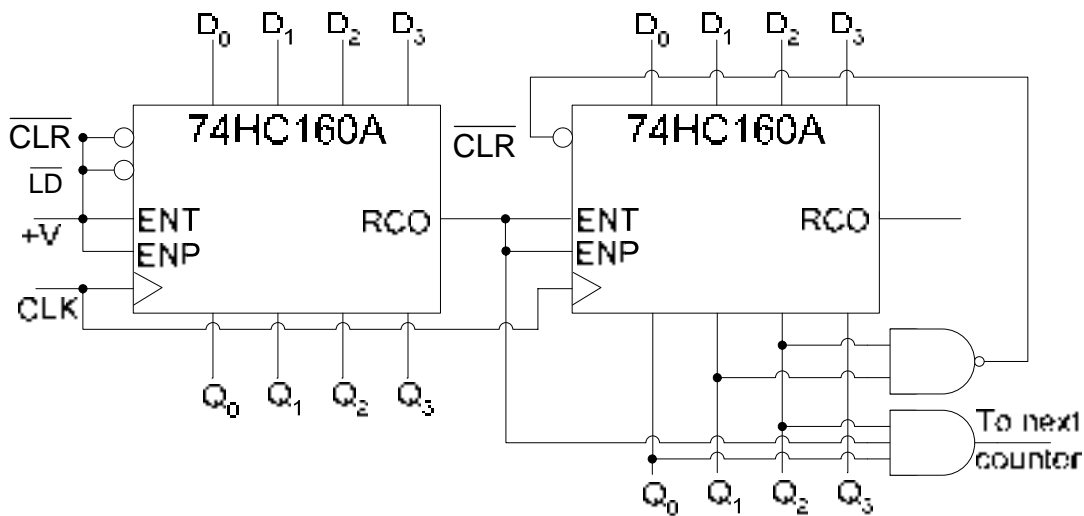 D₀ D₁ D₂ D₃ D₀ D₁ D₂ D₃
CLR 74HC160A CLR 74HC160A
LD
+V ENT RCO ENT RCO
ENP ENP
CLK
Q₀ Q₁ Q₂ Q₃
To next
counter
Q₀ Q₁ Q₂ Q₃